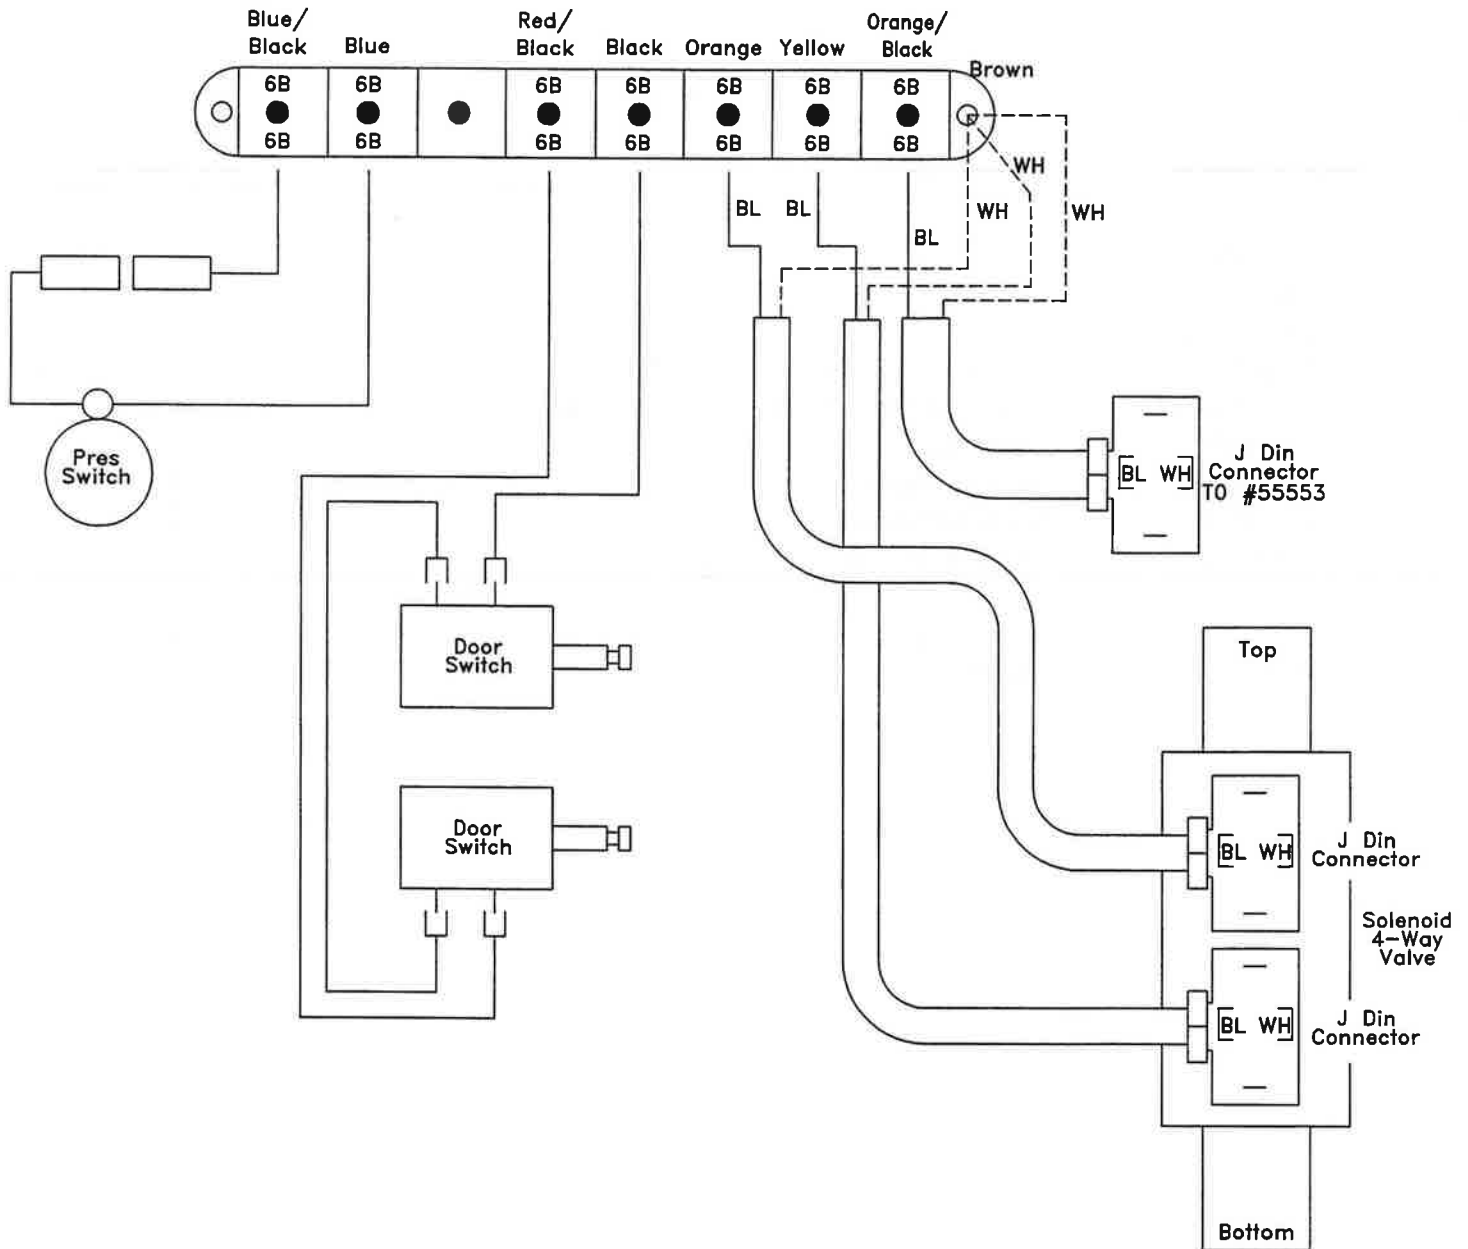 Blue/
Black
Blue
Red/
Black
Black
Orange
Yellow
Orange/
Black
Brown
6B
6B
6B
6B
6B
6B
6B
6B
6B
6B
6B
6B
6B
6B
WH
BL
BL
WH
WH
BL
Pres
Switch
BL WH
J Din
Connector
TO #55553
Door
Switch
Top
Door
Switch
BL WH
J Din
Connector
Solenoid
4-Way
Valve
BL WH
J Din
Connector
Bottom